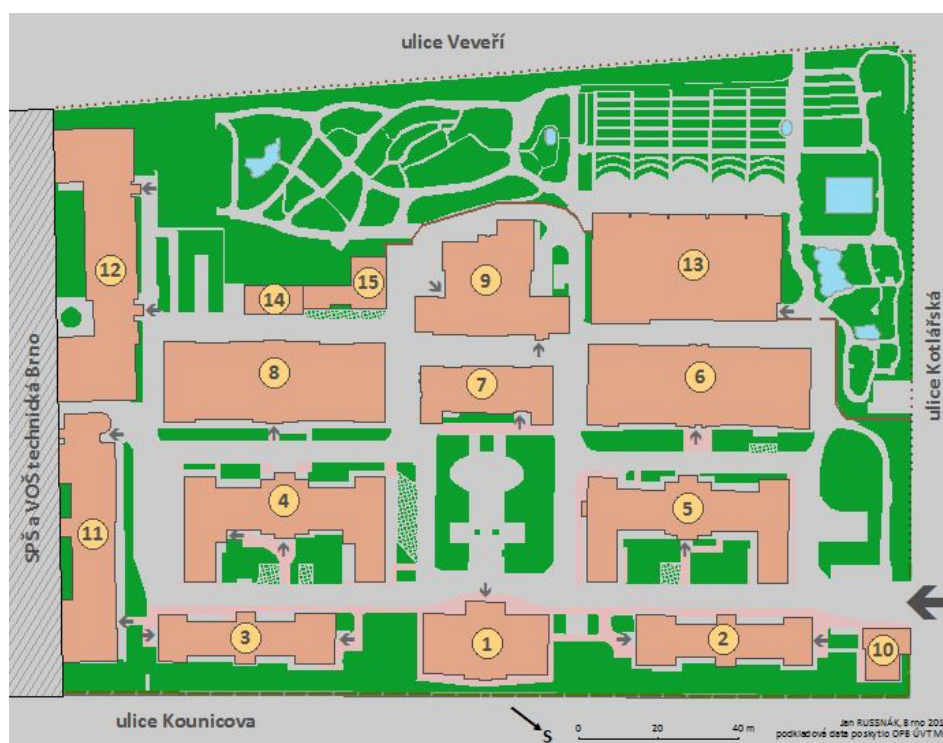 ulice Veveří
12
15
14
9
13
8
7
6
ulice Kotlářská
SPŠ a VOŠ technická Brno
4
5
11
3
1
2
10
ulice Kounicova
S
0 20 40 m
Jan RUSSNÁK, Brno 201
podkladová data poskytlo OPB ÚVT M